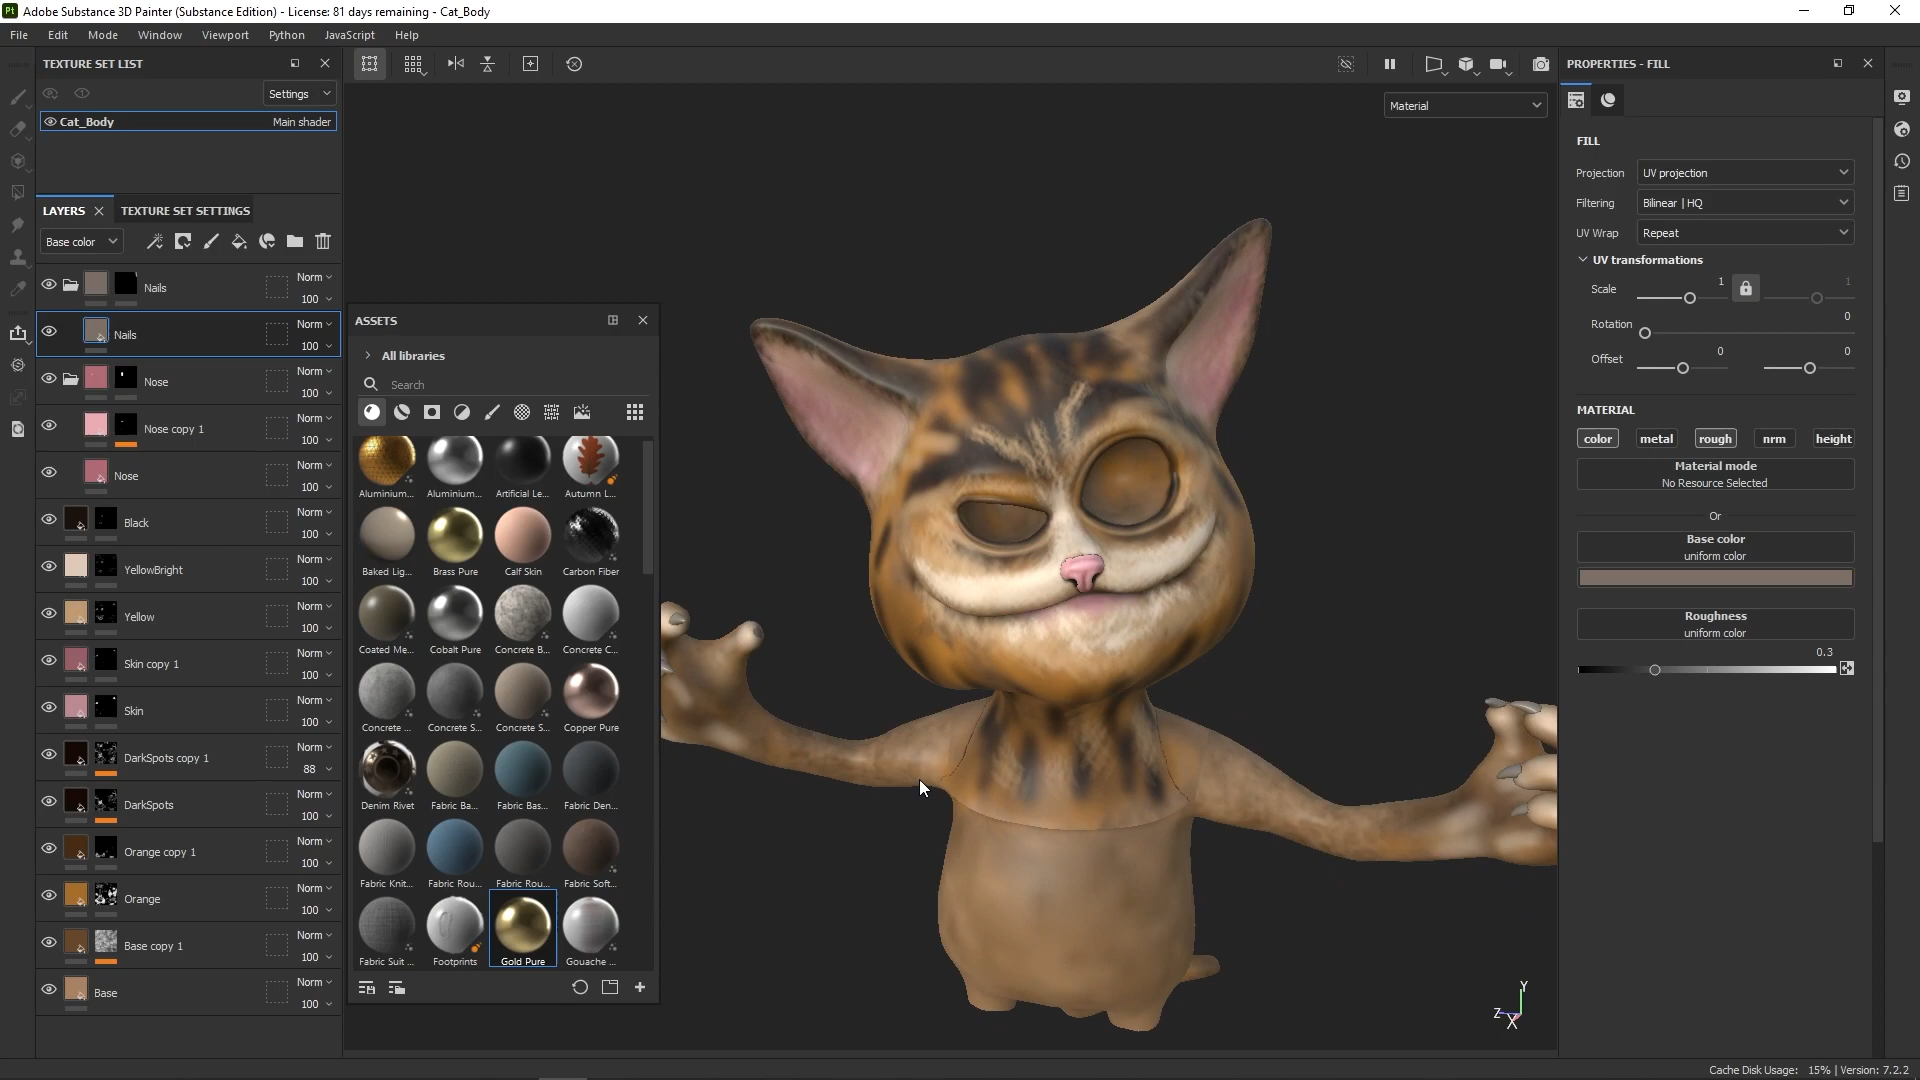 Pt Adobe Substance 3D Painter (Substance Edition) - License: 81 days remaining - Cat_Body
File Edit Mode Window Viewport Python JavaScript Help
TEXTURE SET LIST
Settings
Cat_Body Main shader
LAYERS TEXTURE SET SETTINGS
Base color
Nails Norm 100
Nails Norm 100
Nose Norm 100
Nose copy 1 Norm 100
Nose Norm 100
Black Norm 100
YellowBright Norm 100
Yellow Norm 100
Skin copy 1 Norm 100
Skin Norm 100
DarkSpots copy 1 Norm 88
DarkSpots Norm 100
Orange copy 1 Norm 100
Orange Norm 100
Base copy 1 Norm 100
Base Norm 100
ASSETS
All libraries
Search
Aluminium... Aluminium... Artificial Le... Autumn L...
Baked Lig... Brass Pure Calf Skin Carbon Fiber
Coated Me... Cobalt Pure Concrete B... Concrete C...
Concrete ... Concrete S... Concrete S... Copper Pure
Denim Rivet Fabric Ba... Fabric Bas... Fabric Den...
Fabric Knit... Fabric Rou... Fabric Rou... Fabric Soft...
Fabric Suit ... Footprints Gold Pure Gouache ...
Material
Y
Z
X
PROPERTIES - FILL
FILL
Projection UV projection
Filtering Bilinear | HQ
UV Wrap Repeat
UV transformations
Scale 1 1
Rotation 0
Offset 0 0
MATERIAL
color metal rough nrm height
Material mode
No Resource Selected
Or
Base color
uniform color
Roughness
uniform color
0.3
Cache Disk Usage: 15% | Version: 7.2.2